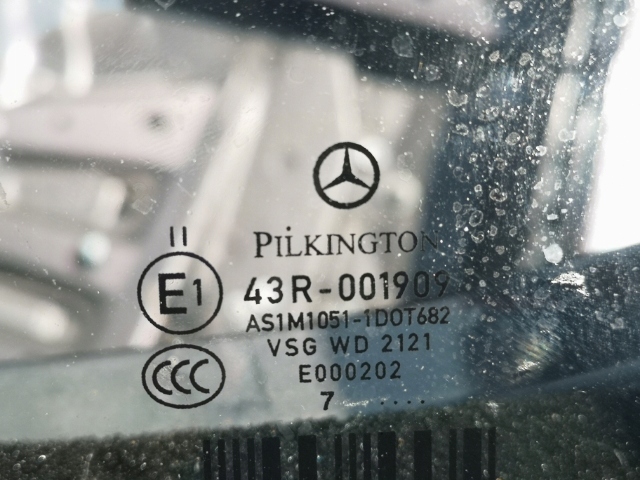 PILKINGTON
II
E1 43R-001909
AS1M1051-1DOT682
VSG WD 2121
CCC E000202
7 .....